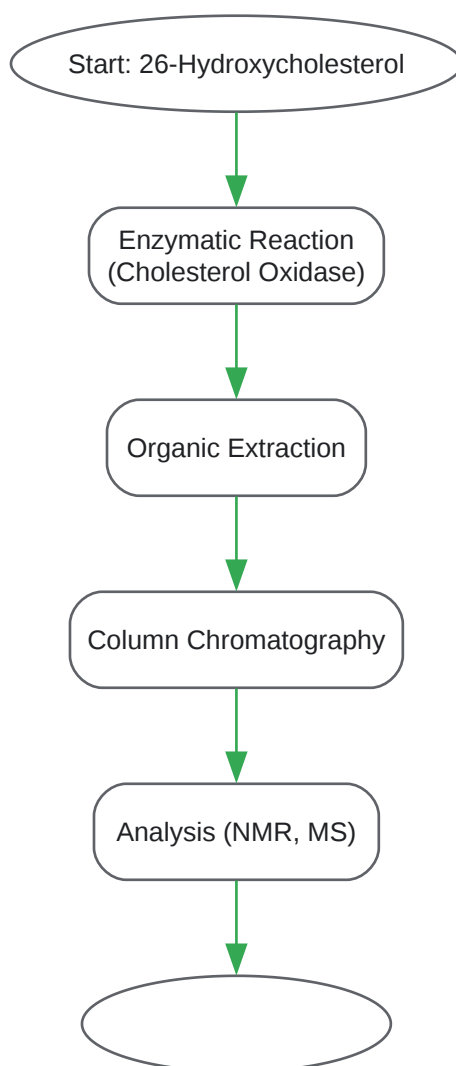 Start: 26-Hydroxycholesterol
Enzymatic Reaction
(Cholesterol Oxidase)
Organic Extraction
Column Chromatography
Analysis (NMR, MS)